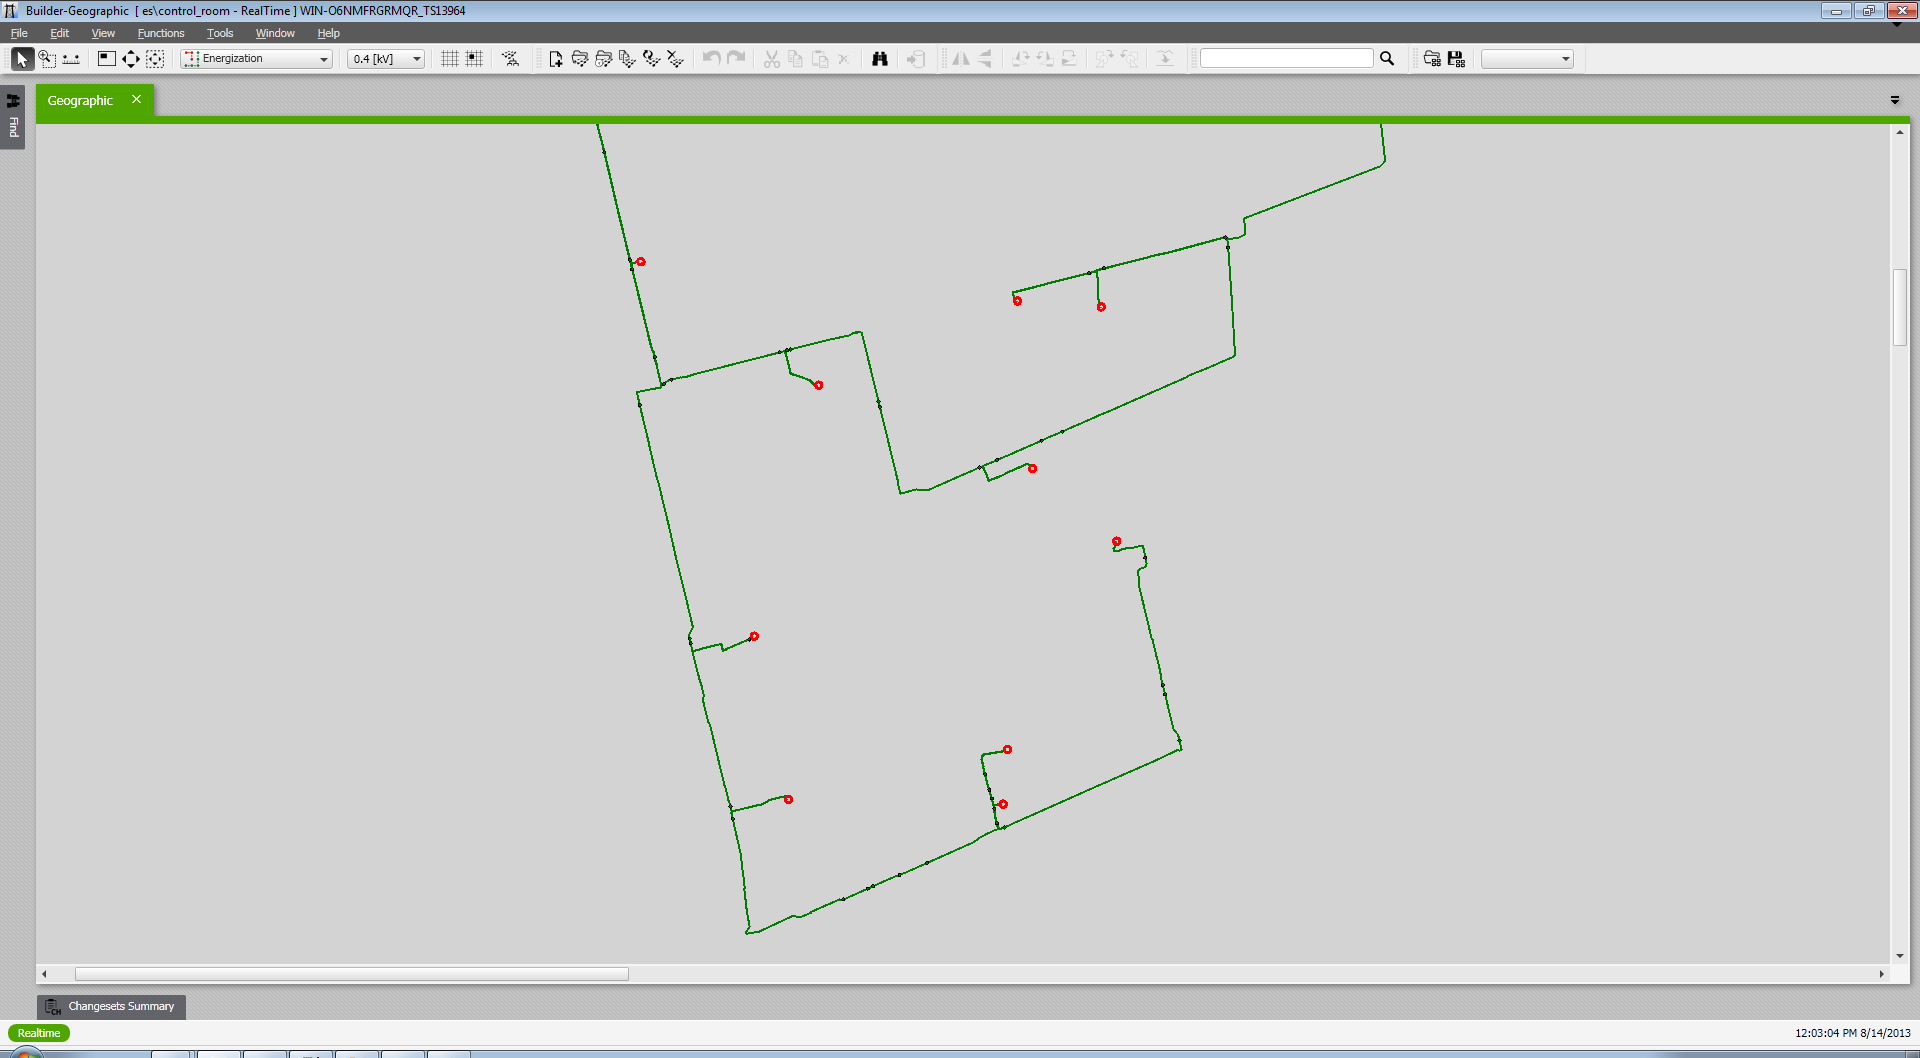 Builder-Geographic [ es\control_room - RealTime ] WIN-O6NMFRGRMQR_TS13964
File Edit View Functions Tools Window Help
Energization 0.4 [kV]
Geographic
Find
Changesets Summary
Realtime
12:03:04 PM 8/14/2013